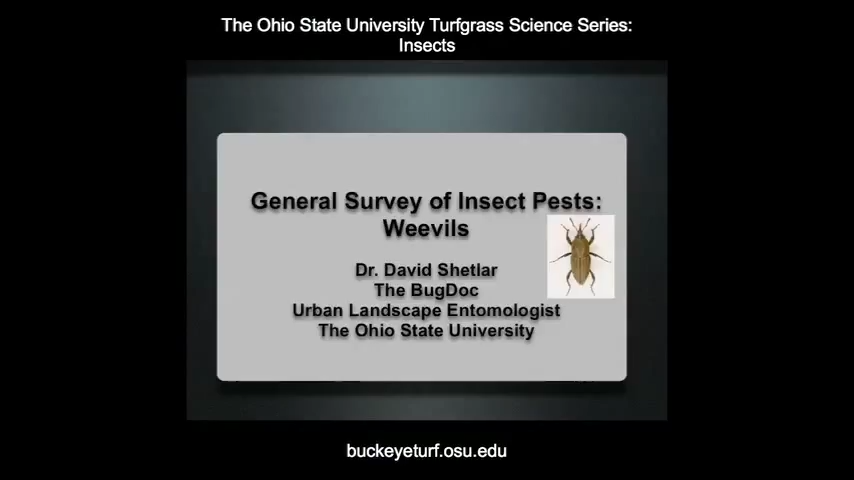 The Ohio State University Turfgrass Science Series:
Insects
General Survey of Insect Pests:
Weevils
Dr. David Shetlar
The BugDoc
Urban Landscape Entomologist
The Ohio State University
buckeyeturf.osu.edu